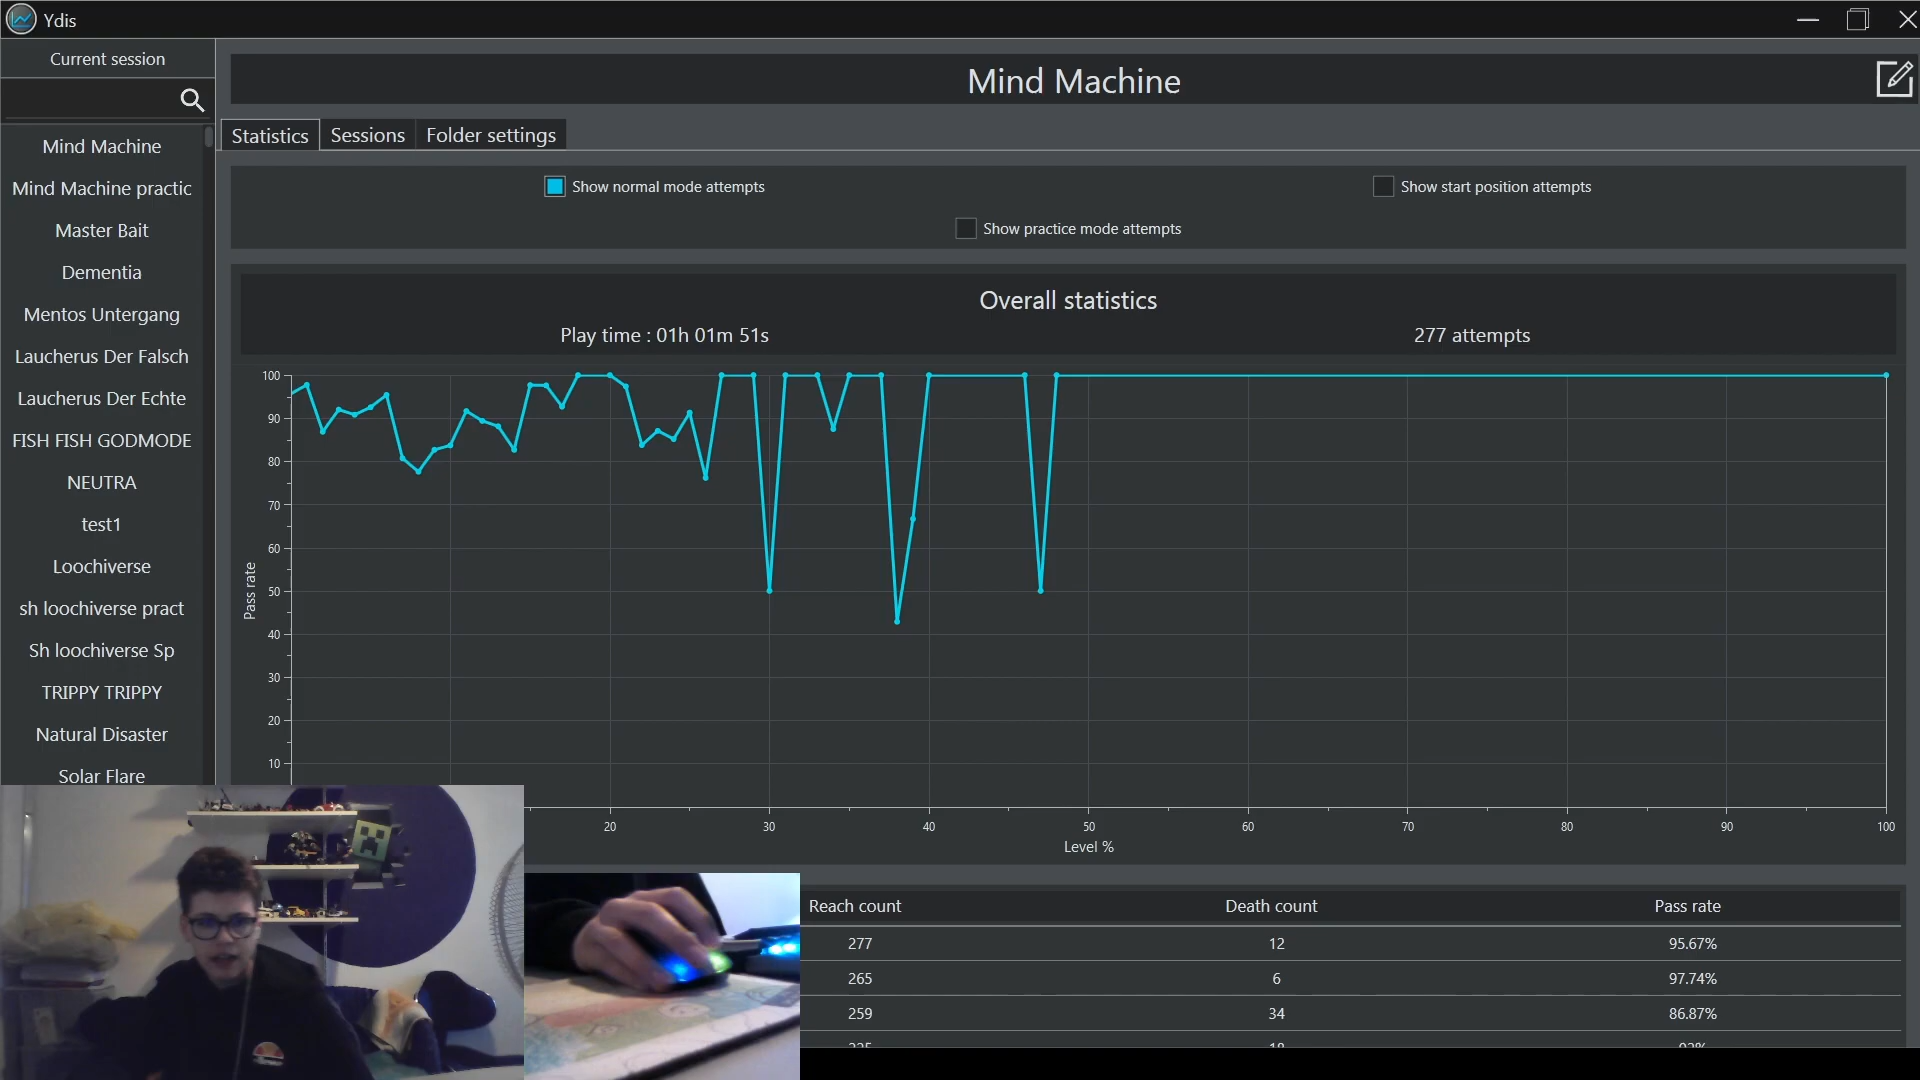 Ydis
Current session
Mind Machine
Mind Machine
Mind Machine practic
Master Bait
Dementia
Mentos Untergang
Laucherus Der Falsch
Laucherus Der Echte
FISH FISH GODMODE
NEUTRA
test1
Loochiverse
sh loochiverse pract
Sh loochiverse Sp
TRIPPY TRIPPY
Natural Disaster
Solar Flare
Statistics Sessions Folder settings
Show normal mode attempts Show start position attempts
Show practice mode attempts
Overall statistics
Play time : 01h 01m 51s 277 attempts
100
90
80
70
60
50
40
30
20
10
Pass rate
20 30 40 50 60 70 80 90 100
Level %
Reach count Death count Pass rate
277 12 95.67%
265 6 97.74%
259 34 86.87%